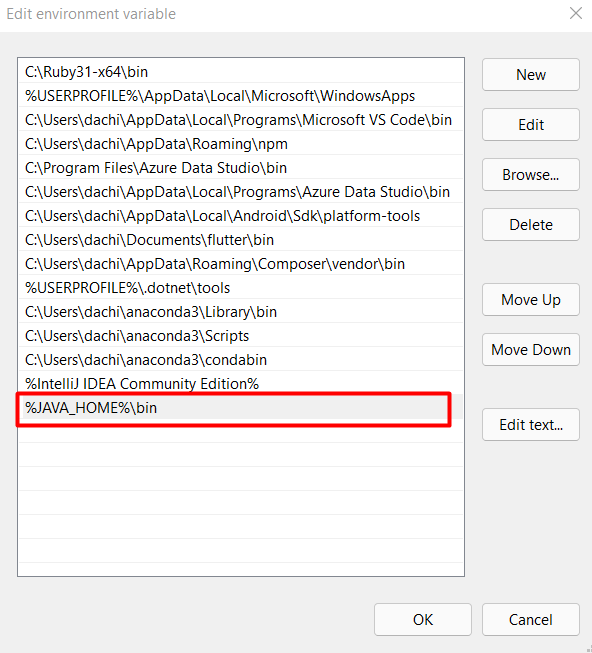 Edit environment variable
C:\Ruby31-x64\bin
%USERPROFILE%\AppData\Local\Microsoft\WindowsApps
C:\Users\dachi\AppData\Local\Programs\Microsoft VS Code\bin
C:\Users\dachi\AppData\Roaming\npm
C:\Program Files\Azure Data Studio\bin
C:\Users\dachi\AppData\Local\Programs\Azure Data Studio\bin
C:\Users\dachi\AppData\Local\Android\Sdk\platform-tools
C:\Users\dachi\Documents\flutter\bin
C:\Users\dachi\AppData\Roaming\Composer\vendor\bin
%USERPROFILE%\.dotnet\tools
C:\Users\dachi\anaconda3\Library\bin
C:\Users\dachi\anaconda3\Scripts
C:\Users\dachi\anaconda3\condabin
%IntelliJ IDEA Community Edition%
%JAVA_HOME%\bin
New
Edit
Browse...
Delete
Move Up
Move Down
Edit text...
OK
Cancel